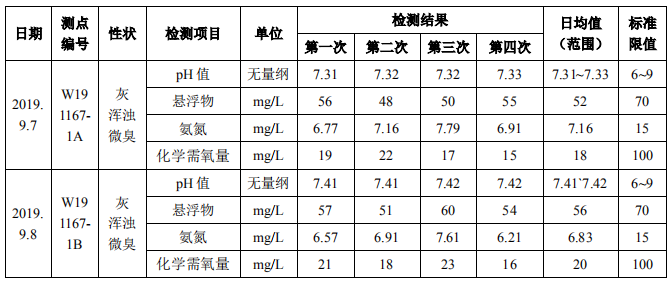 日期 测点编号 性状 检测项目 单位 检测结果 日均值(范围) 标准限值
第一次 第二次 第三次 第四次
2019.9.7 W191167-1A 灰浑浊微臭 pH 值 无量纲 7.31 7.32 7.32 7.33 7.31~7.33 6~9
悬浮物 mg/L 56 48 50 55 52 70
氨氮 mg/L 6.77 7.16 7.79 6.91 7.16 15
化学需氧量 mg/L 19 22 17 15 18 100
2019.9.8 W191167-1B 灰浑浊微臭 pH 值 无量纲 7.41 7.41 7.42 7.42 7.41`7.42 6~9
悬浮物 mg/L 57 51 60 54 56 70
氨氮 mg/L 6.57 6.91 7.61 6.21 6.83 15
化学需氧量 mg/L 21 18 23 16 20 100